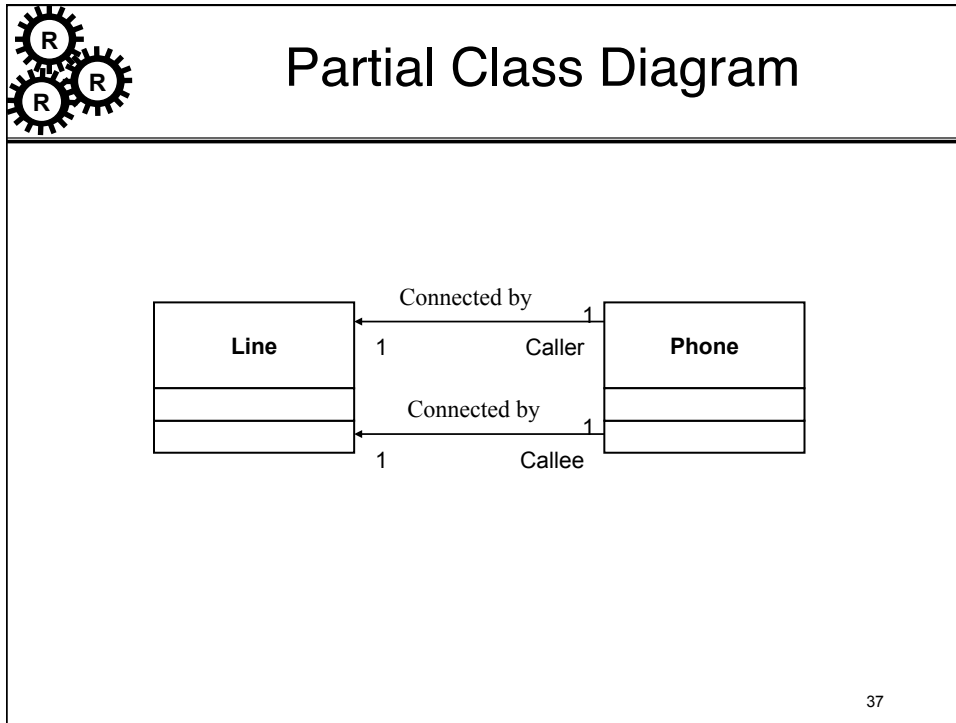 R
R
R
Partial Class Diagram
Connected by
1
Line
1
Caller
Phone
Connected by
1
1
Callee
37